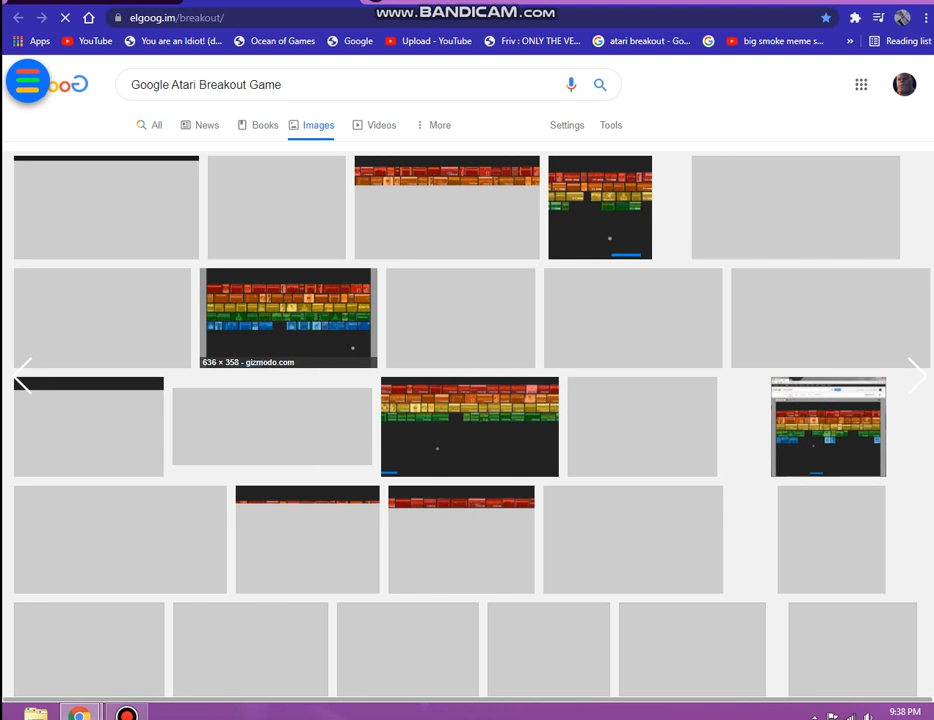 WWW.BANDICAM.COM
elgoog.im/breakout/
Apps YouTube You are an Idiot! (d... Ocean of Games Google Upload - YouTube Friv : ONLY THE VE... atari breakout - Go... big smoke meme s... » Reading list
Google Atari Breakout Game
All News Books Images Videos More Settings Tools
636 × 358 - gizmodo.com
9:38 PM